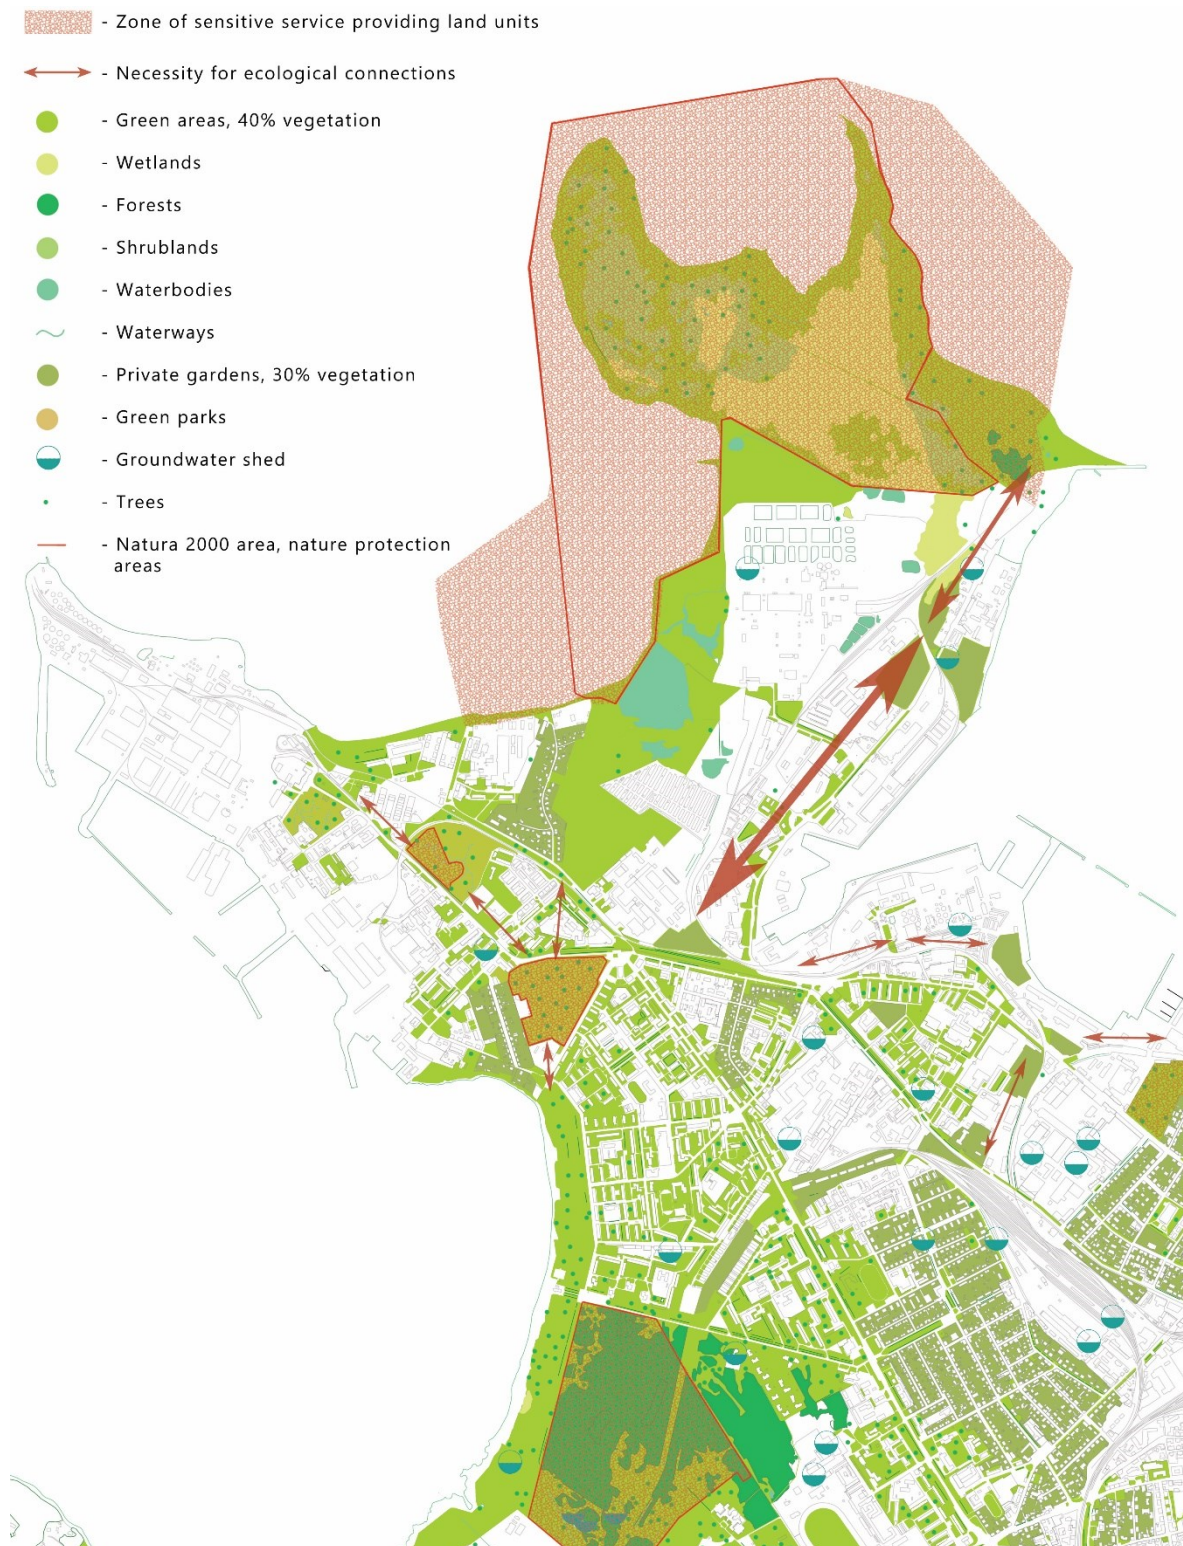 - Zone of sensitive service providing land units
- Necessity for ecological connections
- Green areas, 40% vegetation
- Wetlands
- Forests
- Shrublands
- Waterbodies
- Waterways
- Private gardens, 30% vegetation
- Green parks
- Groundwater shed
- Trees
- Natura 2000 area, nature protection
areas